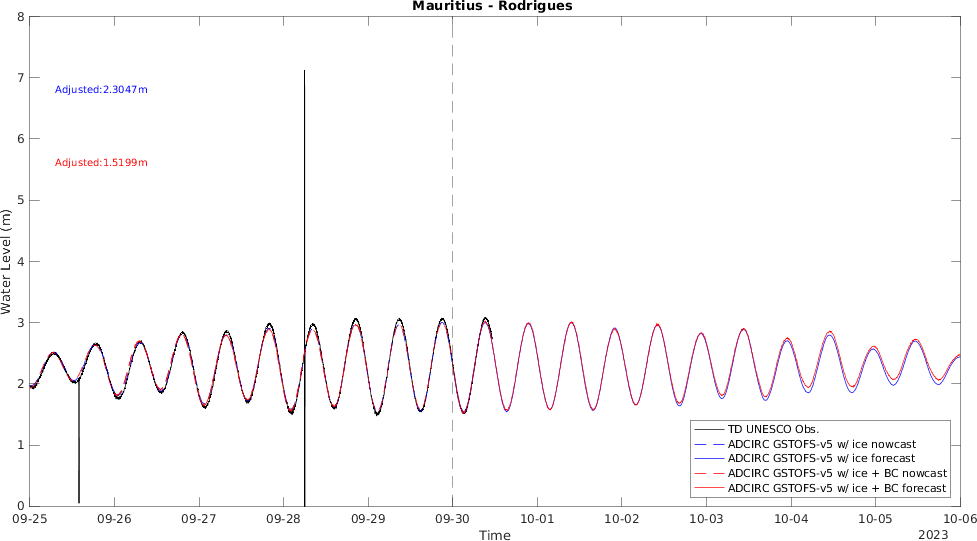 Mauritius - Rodrigues
8
7
6
5
4
3
2
1
0
Water Level (m)
Adjusted:2.3047m
Adjusted:1.5199m
TD UNESCO Obs.
ADCIRC GSTOFS-v5 w/ ice nowcast
ADCIRC GSTOFS-v5 w/ ice forecast
ADCIRC GSTOFS-v5 w/ ice + BC nowcast
ADCIRC GSTOFS-v5 w/ ice + BC forecast
09-25 09-26 09-27 09-28 09-29 09-30 10-01 10-02 10-03 10-04 10-05 10-06
Time
2023